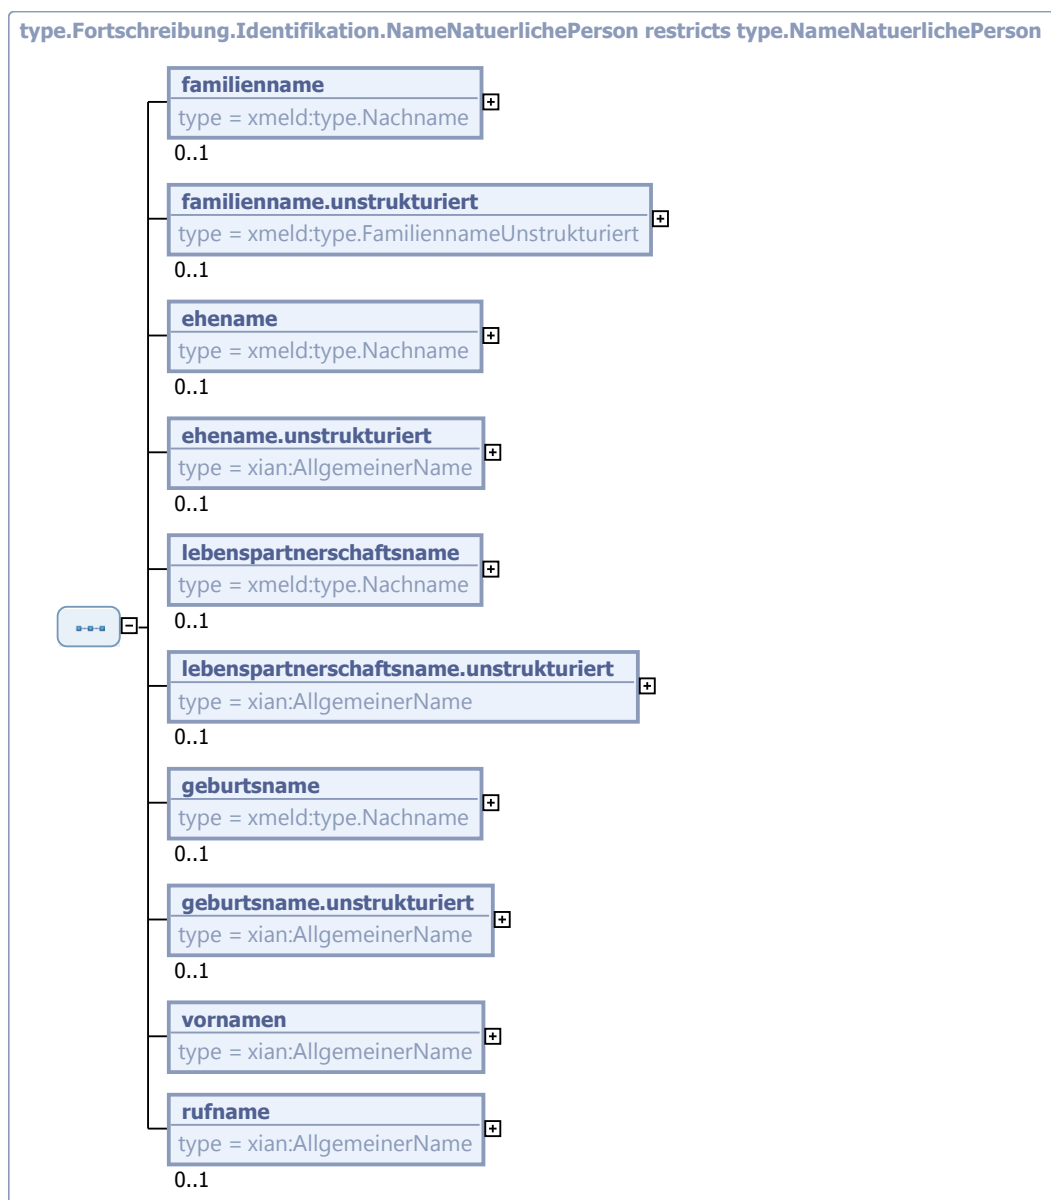 type.Fortschreibung.Identifikation.NameNatuerlichePerson restricts type.NameNatuerlichePerson
familienname
type = xmeld:type.Nachname
0..1
familienname.unstrukturiert
type = xmeld:type.FamiliennameUnstrukturiert
0..1
ehename
type = xmeld:type.Nachname
0..1
ehename.unstrukturiert
type = xian:AllgemeinerName
0..1
lebenspartnerschaftsname
type = xmeld:type.Nachname
0..1
lebenspartnerschaftsname.unstrukturiert
type = xian:AllgemeinerName
0..1
geburtsname
type = xmeld:type.Nachname
0..1
geburtsname.unstrukturiert
type = xian:AllgemeinerName
0..1
vornamen
type = xian:AllgemeinerName
rufname
type = xian:AllgemeinerName
0..1